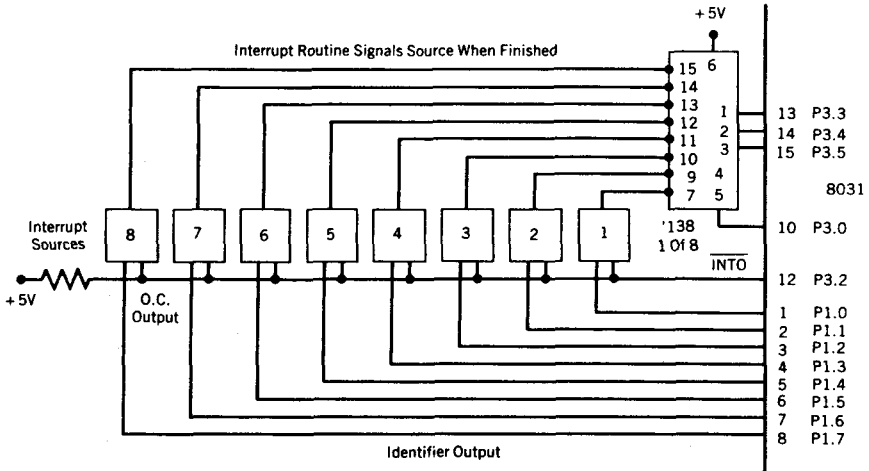 +5V
Interrupt Routine Signals Source When Finished
15 6
14
13
12
11
10
9
7
1
2
3
4
5
13 P3.3
14 P3.4
15 P3.5
8031
'138
1 Of 8
10 P3.0
8 7 6 5 4 3 2 1
Interrupt
Sources
INT0
12 P3.2
+5V
O.C.
Output
1 P1.0
2 P1.1
3 P1.2
4 P1.3
5 P1.4
6 P1.5
7 P1.6
8 P1.7
Identifier Output